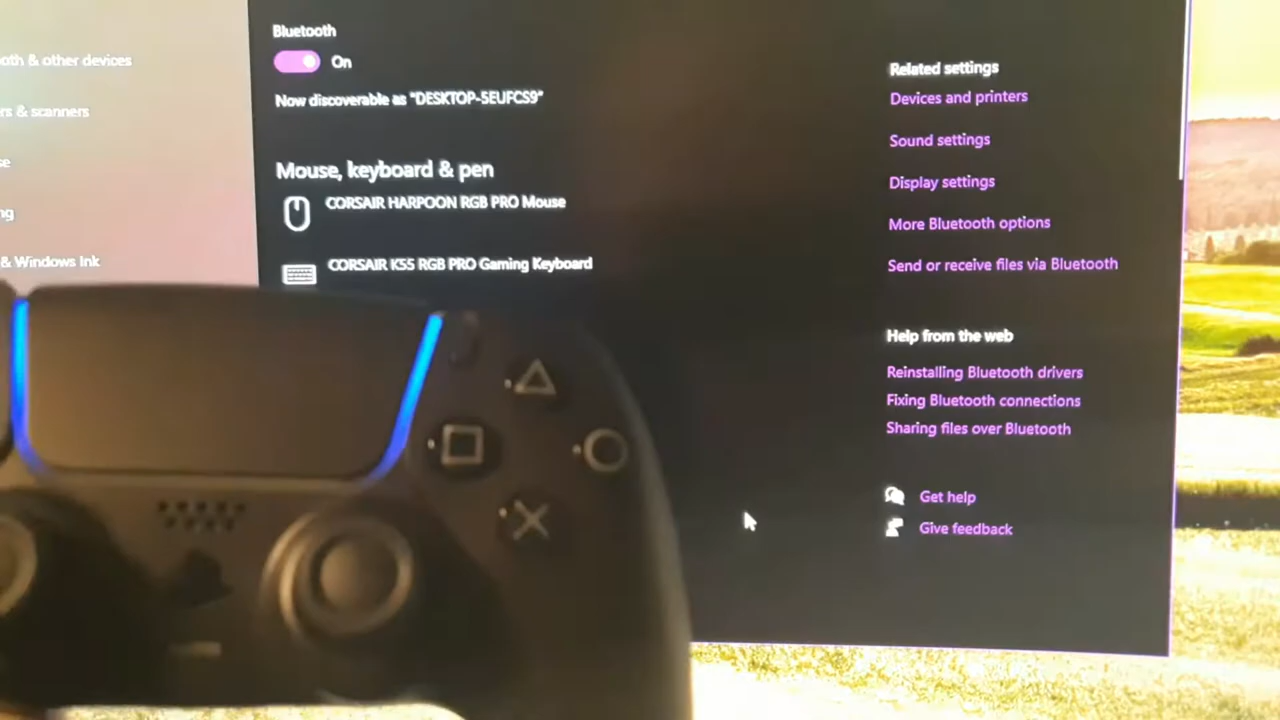 oth & other devices
rs & scanners
se
ng
& Windows Ink
Bluetooth
On
Now discoverable as "DESKTOP-5EUFCS9"
Mouse, keyboard & pen
CORSAIR HARPOON RGB PRO Mouse
CORSAIR K55 RGB PRO Gaming Keyboard
Related settings
Devices and printers
Sound settings
Display settings
More Bluetooth options
Send or receive files via Bluetooth
Help from the web
Reinstalling Bluetooth drivers
Fixing Bluetooth connections
Sharing files over Bluetooth
Get help
Give feedback